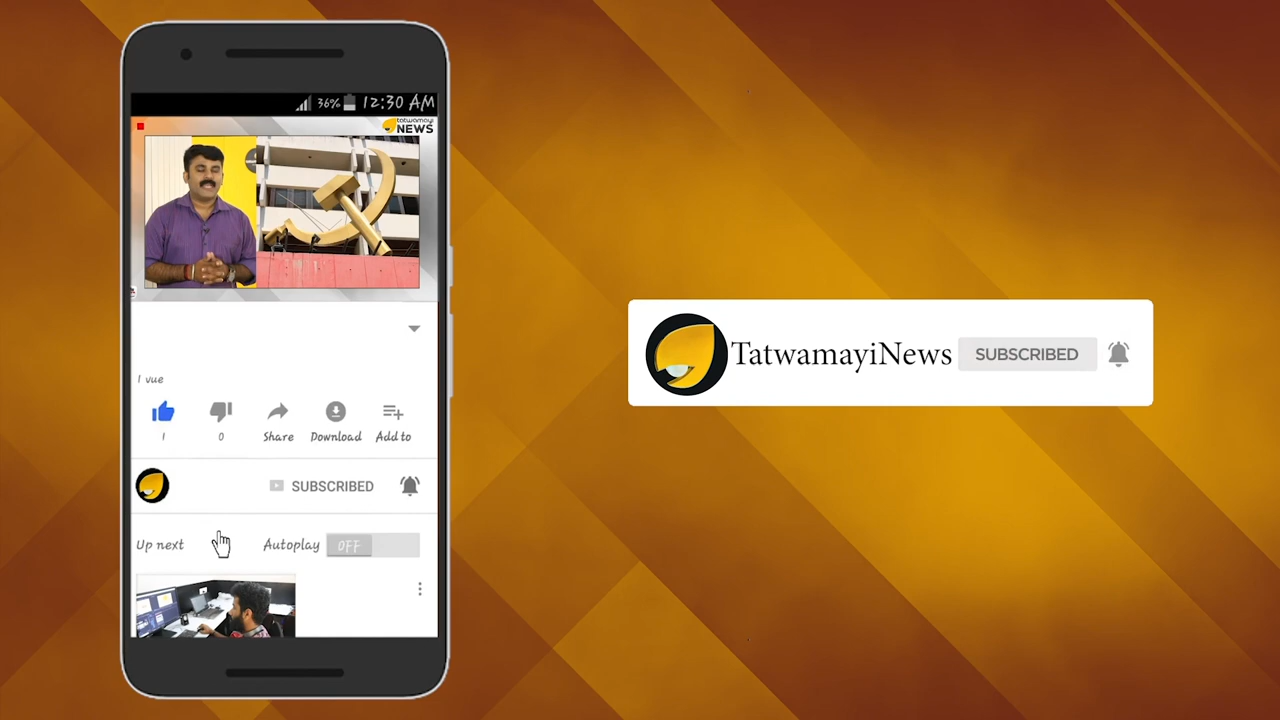 36%
12:30 AM
tatwamayi
NEWS
1 vue
1
0
Share
Download
Add to
SUBSCRIBED
Up next
Autoplay
OFF
TatwamayiNews
SUBSCRIBED